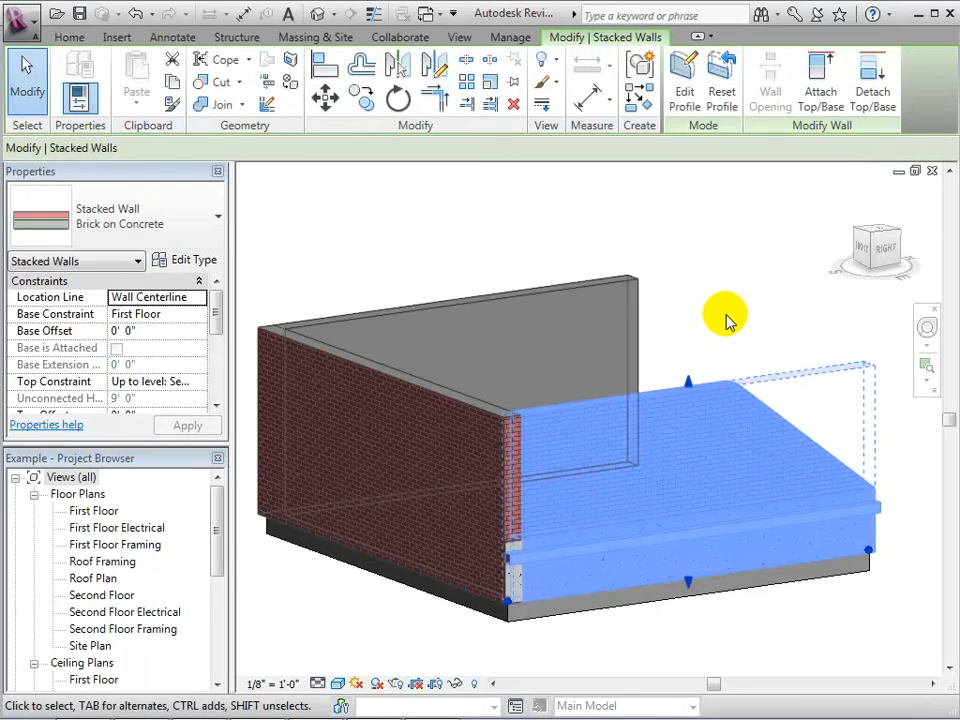 Autodesk Revi...
Type a keyword or phrase
Home Insert Annotate Structure Massing & Site Collaborate View Manage Modify | Stacked Walls
Modify
Paste
Cope
Cut
Join
Edit Profile
Reset Profile
Wall Opening
Attach Top/Base
Detach Top/Base
Select Properties Clipboard Geometry Modify View Measure Create Mode Modify Wall
Modify | Stacked Walls
Properties
Stacked Wall
Brick on Concrete
Stacked Walls Edit Type
Constraints
Location Line Wall Centerline
Base Constraint First Floor
Base Offset 0' 0"
Base is Attached
Base Extension ...
Top Constraint Up to level: Se...
Unconnected H... 9' 0"
Properties help Apply
Example - Project Browser
Views (all)
Floor Plans
First Floor
First Floor Electrical
First Floor Framing
Roof Framing
Roof Plan
Second Floor
Second Floor Electrical
Second Floor Framing
Site Plan
Ceiling Plans
First Floor
RIGHT
S
E
1/8" = 1'-0"
Click to select, TAB for alternates, CTRL adds, SHIFT unselects.
Main Model